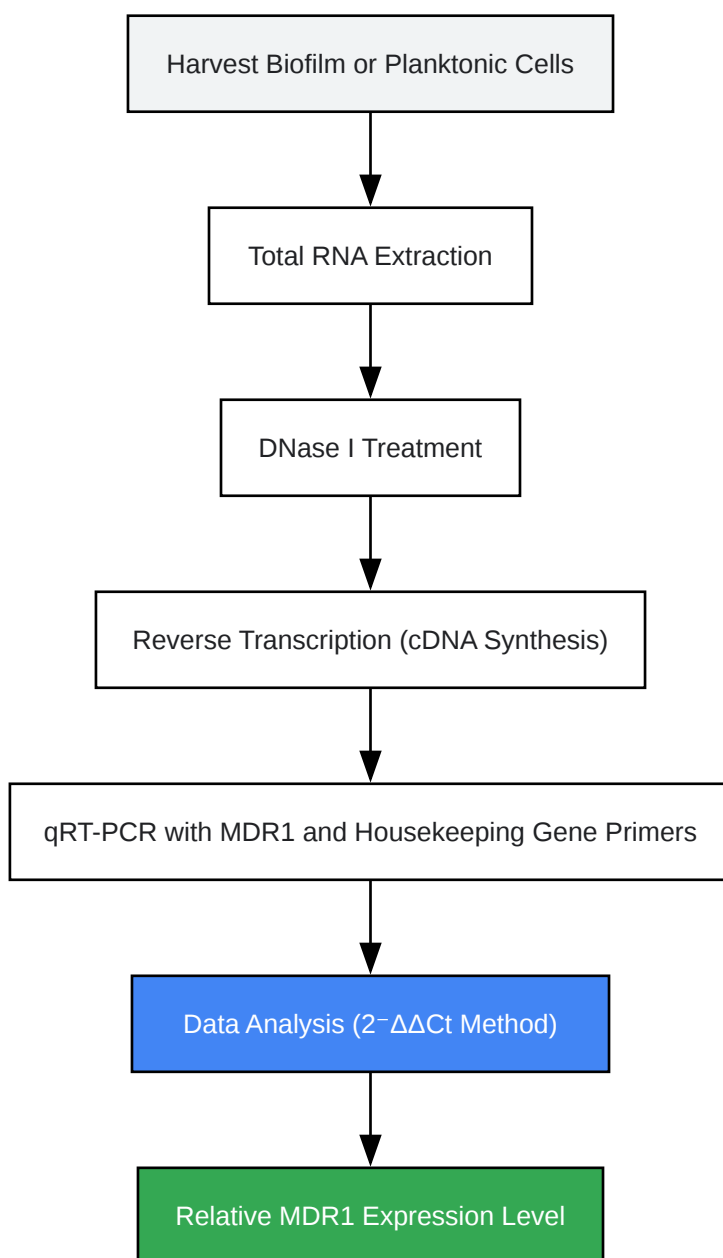 Harvest Biofilm or Planktonic Cells
Total RNA Extraction
DNase I Treatment
Reverse Transcription (cDNA Synthesis)
qRT-PCR with MDR1 and Housekeeping Gene Primers
Data Analysis (2⁻ΔΔCt Method)
Relative MDR1 Expression Level